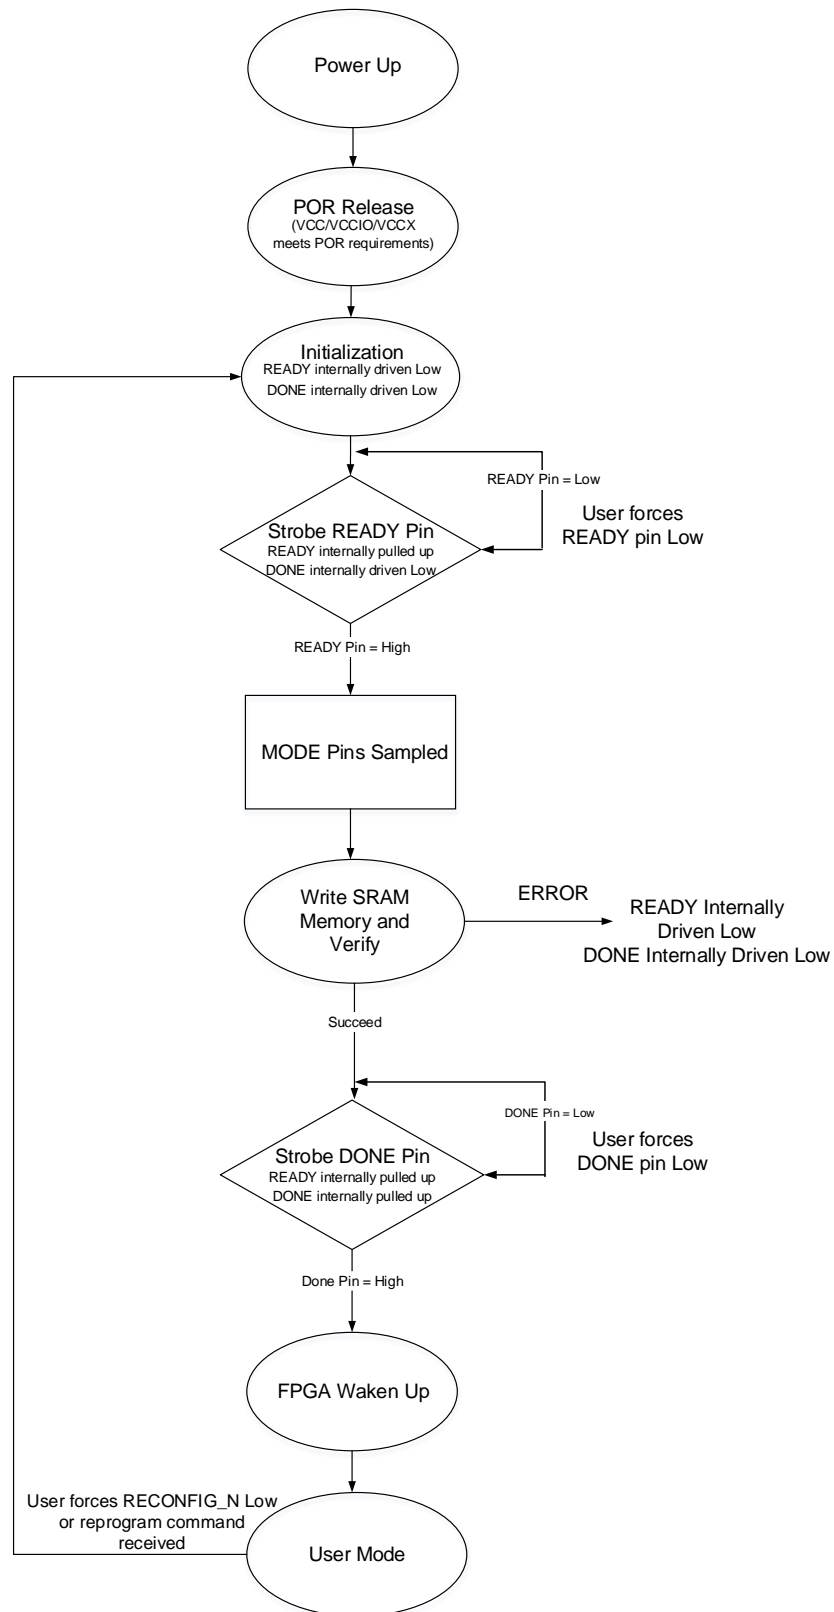 Power Up
POR Release
(VCC/VCCIO/VCCX
meets POR requirements)
Initialization
READY internally driven Low
DONE internally driven Low
READY Pin = Low
User forces
READY pin Low
Strobe READY Pin
READY internally pulled up
DONE internally driven Low
READY Pin = High
MODE Pins Sampled
Write SRAM
Memory and
Verify
ERROR
READY Internally
Driven Low
DONE Internally Driven Low
Succeed
DONE Pin = Low
User forces
DONE pin Low
Strobe DONE Pin
READY internally pulled up
DONE internally pulled up
Done Pin = High
FPGA Waken Up
User forces RECONFIG_N Low
or reprogram command
received
User Mode